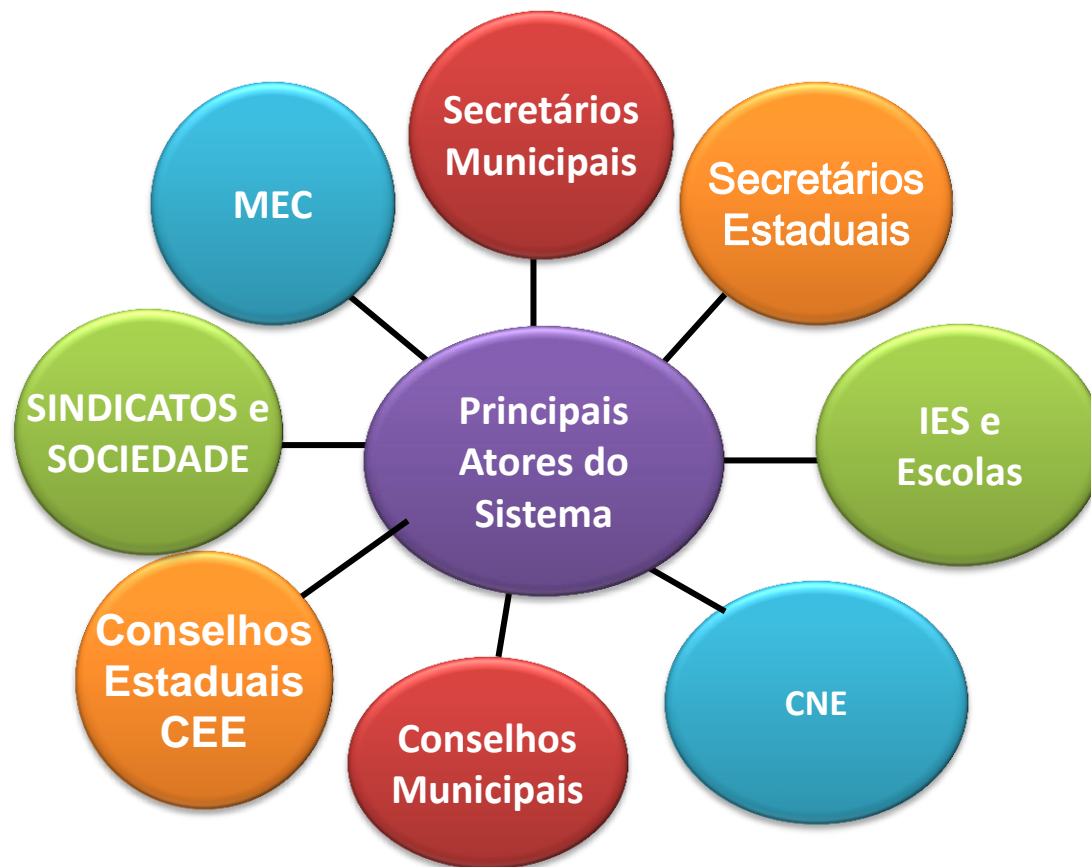 Secretários
Municipais
MEC
Secretários
Estaduais
SINDICATOS e
SOCIEDADE
Principais
Atores do
Sistema
IES e
Escolas
Conselhos
Estaduais
CEE
Conselhos
Municipais
CNE